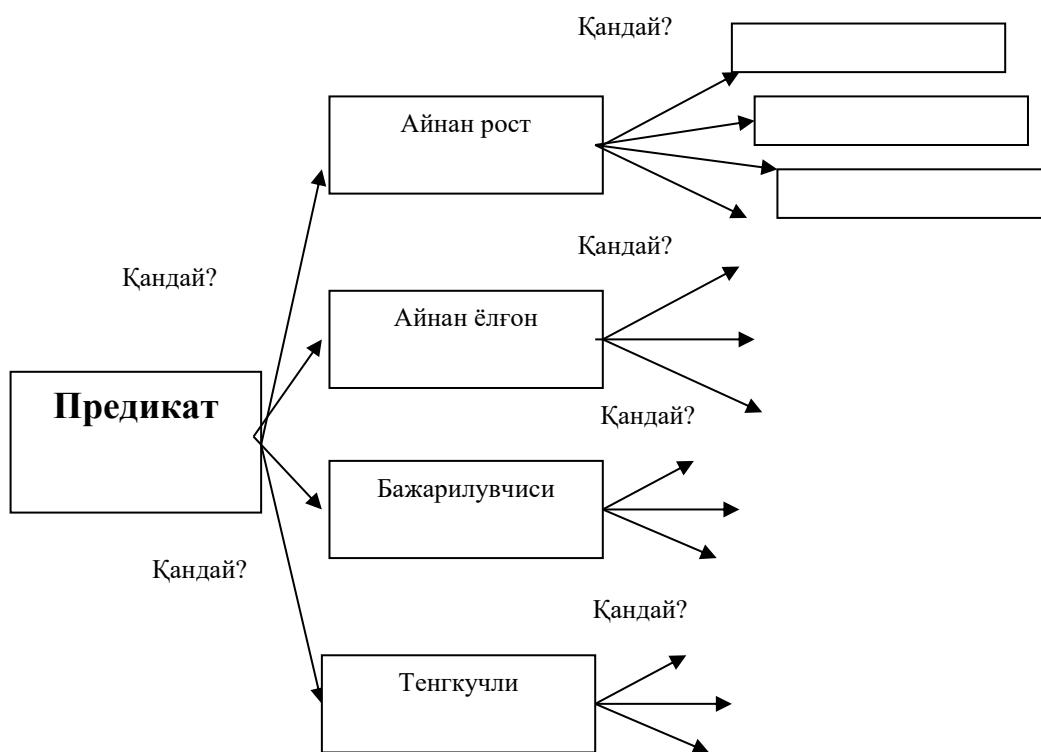 Қандай?
Айнан рост
Қандай?
Қандай?
Айнан ёлғон
Предикат
Қандай?
Бажарилувчиси
Қандай?
Қандай?
Тенгкучли